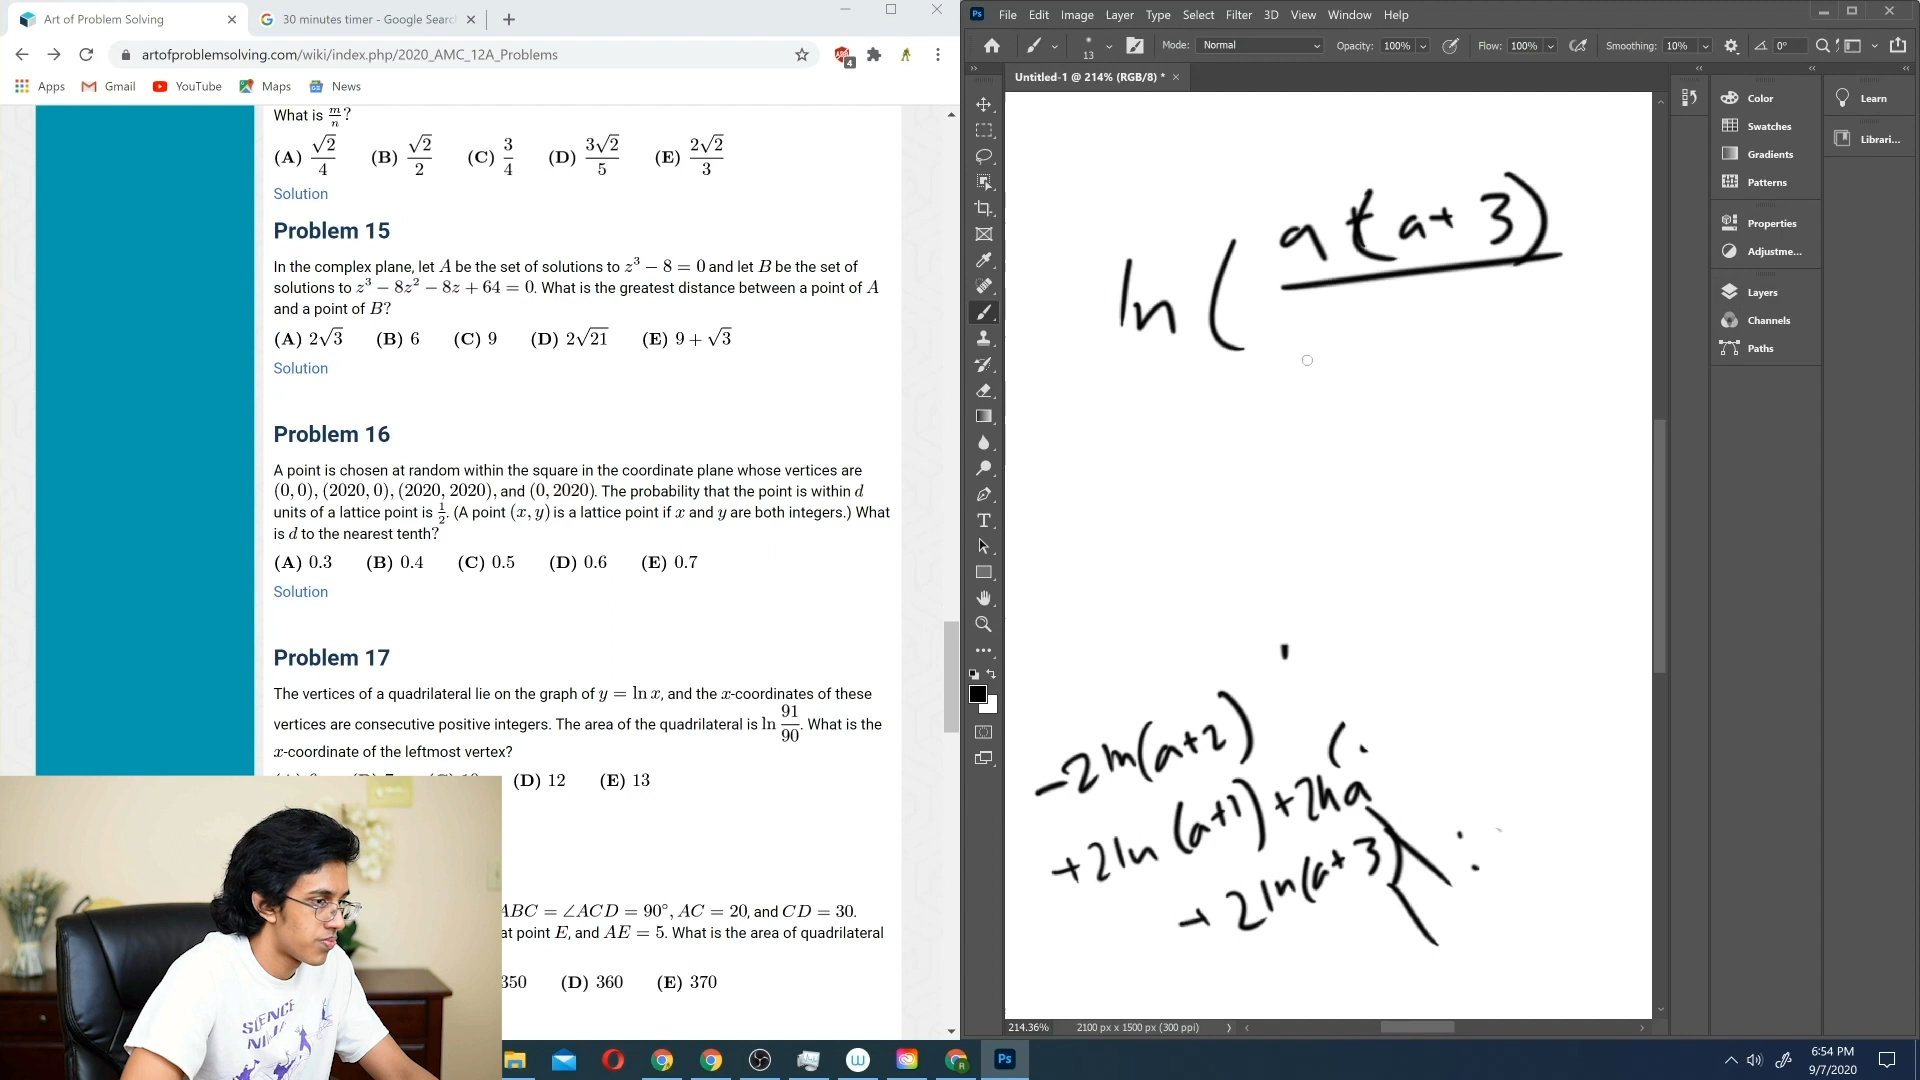 Art of Problem Solving
30 minutes timer - Google Searc
artofproblemsolving.com/wiki/index.php/2020_AMC_12A_Problems
4
Apps Gmail YouTube Maps News
What is m/n?
(A) √2/4 (B) √2/2 (C) 3/4 (D) 3√2/5 (E) 2√2/3
Solution
Problem 15
In the complex plane, let A be the set of solutions to z³ − 8 = 0 and let B be the set of
solutions to z³ − 8z² − 8z + 64 = 0. What is the greatest distance between a point of A
and a point of B?
(A) 2√3 (B) 6 (C) 9 (D) 2√21 (E) 9 + √3
Solution
Problem 16
A point is chosen at random within the square in the coordinate plane whose vertices are
(0, 0), (2020, 0), (2020, 2020), and (0, 2020). The probability that the point is within d
units of a lattice point is 1/2. (A point (x, y) is a lattice point if x and y are both integers.) What
is d to the nearest tenth?
(A) 0.3 (B) 0.4 (C) 0.5 (D) 0.6 (E) 0.7
Solution
Problem 17
The vertices of a quadrilateral lie on the graph of y = ln x, and the x-coordinates of these
vertices are consecutive positive integers. The area of the quadrilateral is ln 91/90. What is the
x-coordinate of the leftmost vertex?
(D) 12 (E) 13
ABC = ∠ACD = 90°, AC = 20, and CD = 30.
at point E, and AE = 5. What is the area of quadrilateral
350 (D) 360 (E) 370
SCIENCE
NINJA
Ps File Edit Image Layer Type Select Filter 3D View Window Help
13 Mode: Normal Opacity: 100% Flow: 100% Smoothing: 10% 0°
Untitled-1 @ 214% (RGB/8) *
a + (a+3)
ln (
-2ln(a+2)
+2ln(a+1)+2ln a
+2ln(a+3)
Color
Swatches
Gradients
Patterns
Properties
Adjustme...
Layers
Channels
Paths
Learn
Librari...
214.36% 2100 px x 1500 px (300 ppi)
Ps
6:54 PM
9/7/2020